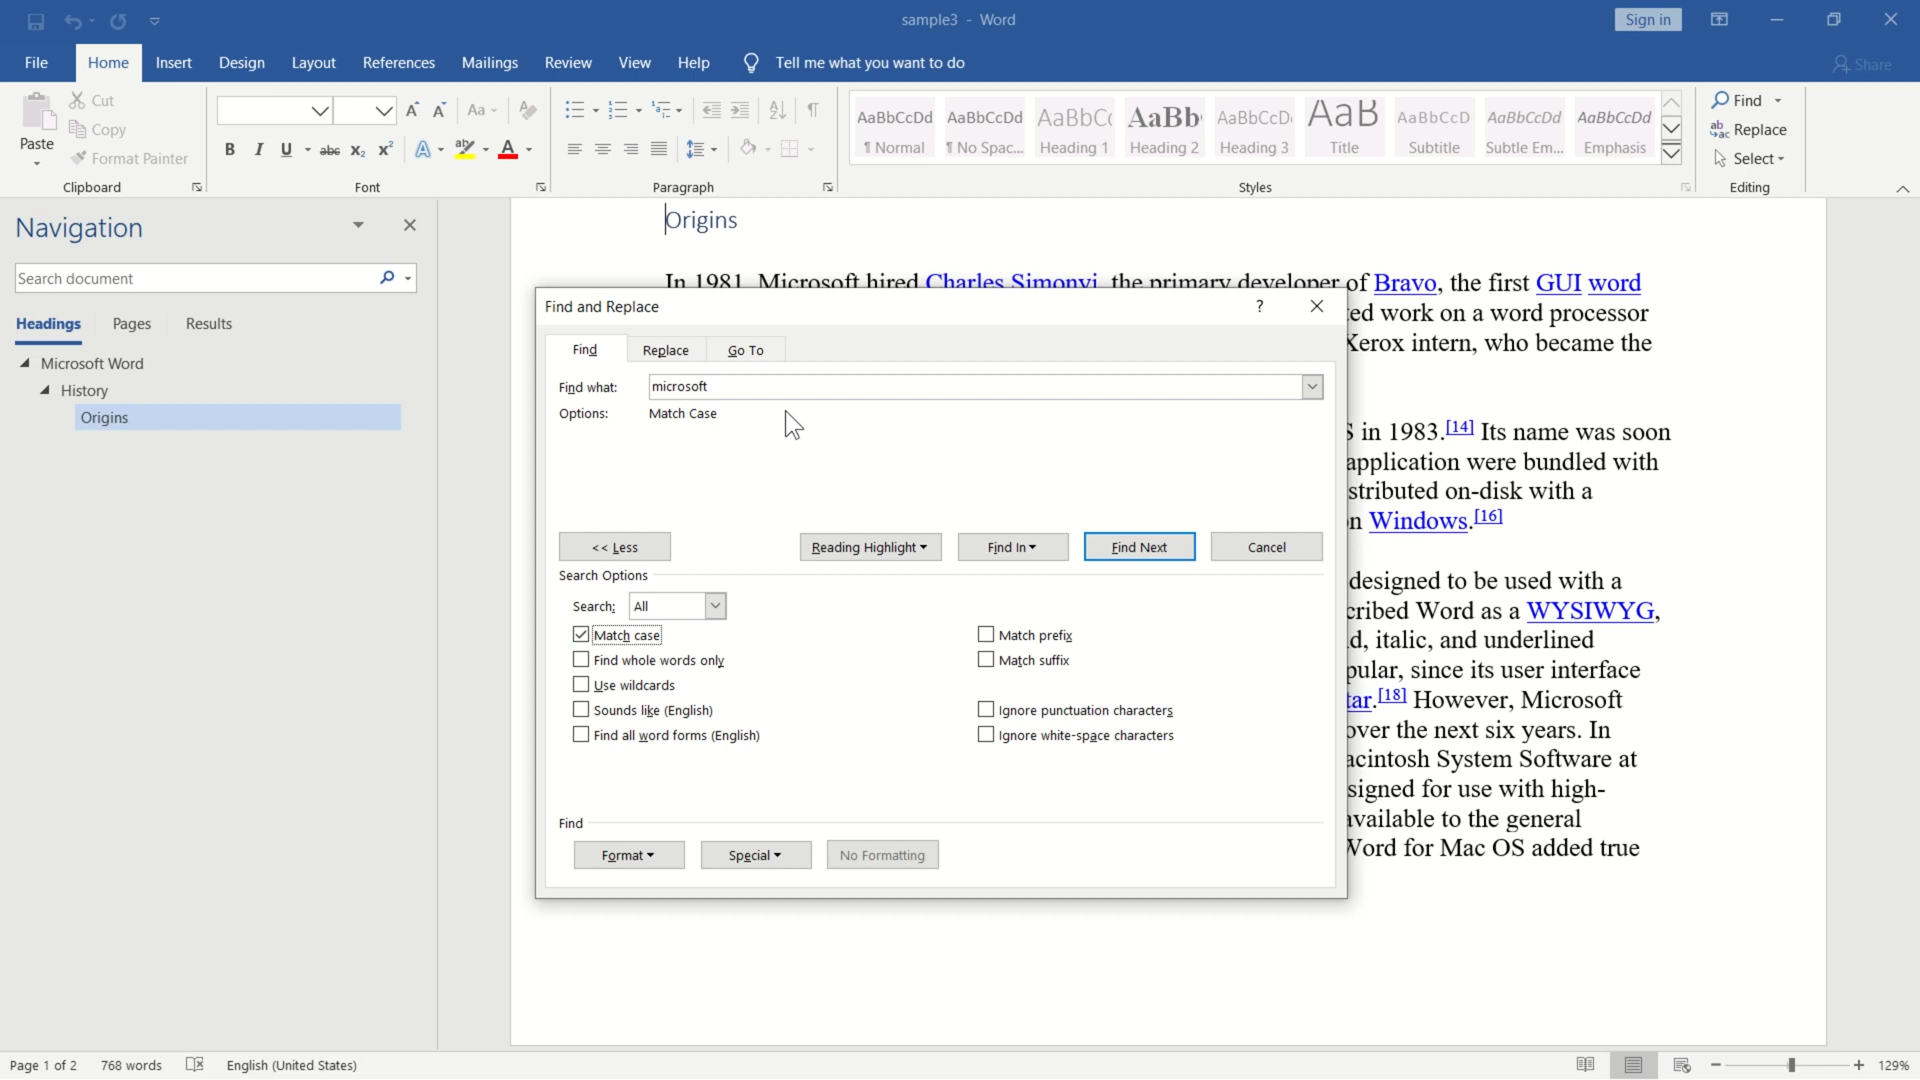 sample3 - Word
Sign in
File Home Insert Design Layout References Mailings Review View Help Tell me what you want to do
Share
Paste
Cut
Copy
Format Painter
Clipboard
Aa
B I U abc X2 X2 A ab A
Font
Paragraph
AaBbCcDd AaBbCcDd AaBbC AaBb AaBbCcD AaB AaBbCcD AaBbCcDd AaBbCcDd
¶ Normal ¶ No Spac... Heading 1 Heading 2 Heading 3 Title Subtitle Subtle Em... Emphasis
Styles
Find
Replace
Select
Editing
Navigation
Search document
Headings Pages Results
Microsoft Word
History
Origins
Origins
In 1981, Microsoft hired Charles Simonyi, the primary developer of Bravo, the first GUI word
ted work on a word processor
Xerox intern, who became the
S in 1983.[14] Its name was soon
application were bundled with
stributed on-disk with a
n Windows.[16]
designed to be used with a
cribed Word as a WYSIWYG,
d, italic, and underlined
pular, since its user interface
tar.[18] However, Microsoft
over the next six years. In
acintosh System Software at
signed for use with high-
available to the general
Word for Mac OS added true
Find and Replace
?
Find Replace Go To
Find what: microsoft
Options: Match Case
<< Less Reading Highlight Find In Find Next Cancel
Search Options
Search: All
Match case
Find whole words only
Use wildcards
Sounds like (English)
Find all word forms (English)
Match prefix
Match suffix
Ignore punctuation characters
Ignore white-space characters
Find
Format Special No Formatting
Page 1 of 2 768 words English (United States)
129%